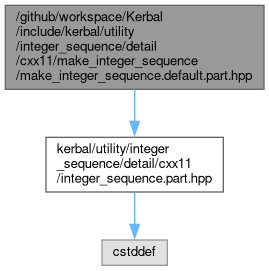 /github/workspace/Kerbal
/include/kerbal/utility
/integer_sequence/detail
/cxx11/make_integer_sequence
/make_integer_sequence.default.part.hpp
kerbal/utility/integer
_sequence/detail/cxx11
/integer_sequence.part.hpp
cstddef